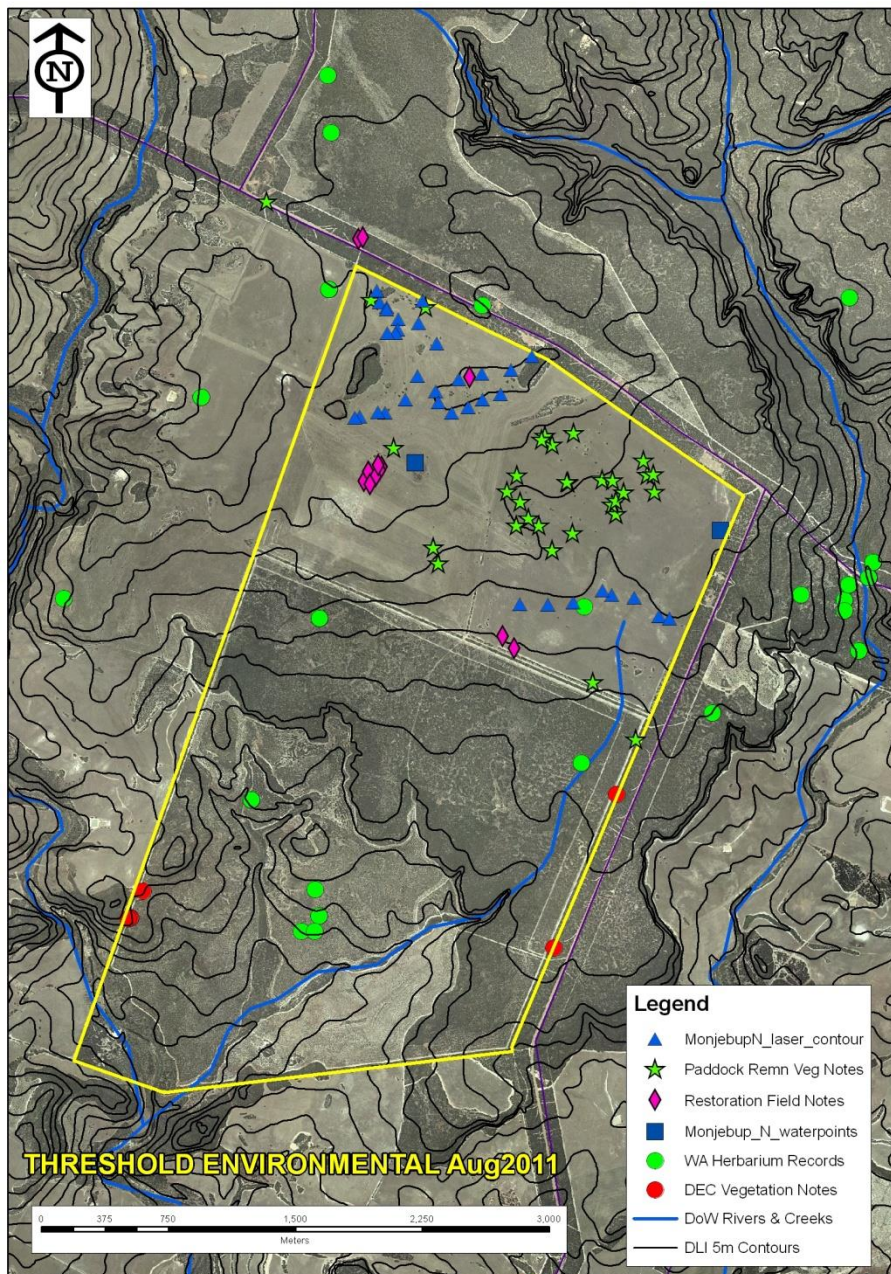 N
THRESHOLD ENVIRONMENTAL Aug2011
0 375 750 1,500 2,250 3,000
Meters
Legend
MonjebupN_laser_contour
Paddock Remn Veg Notes
Restoration Field Notes
Monjebup_N_waterpoints
WA Herbarium Records
DEC Vegetation Notes
DoW Rivers & Creeks
DLI 5m Contours